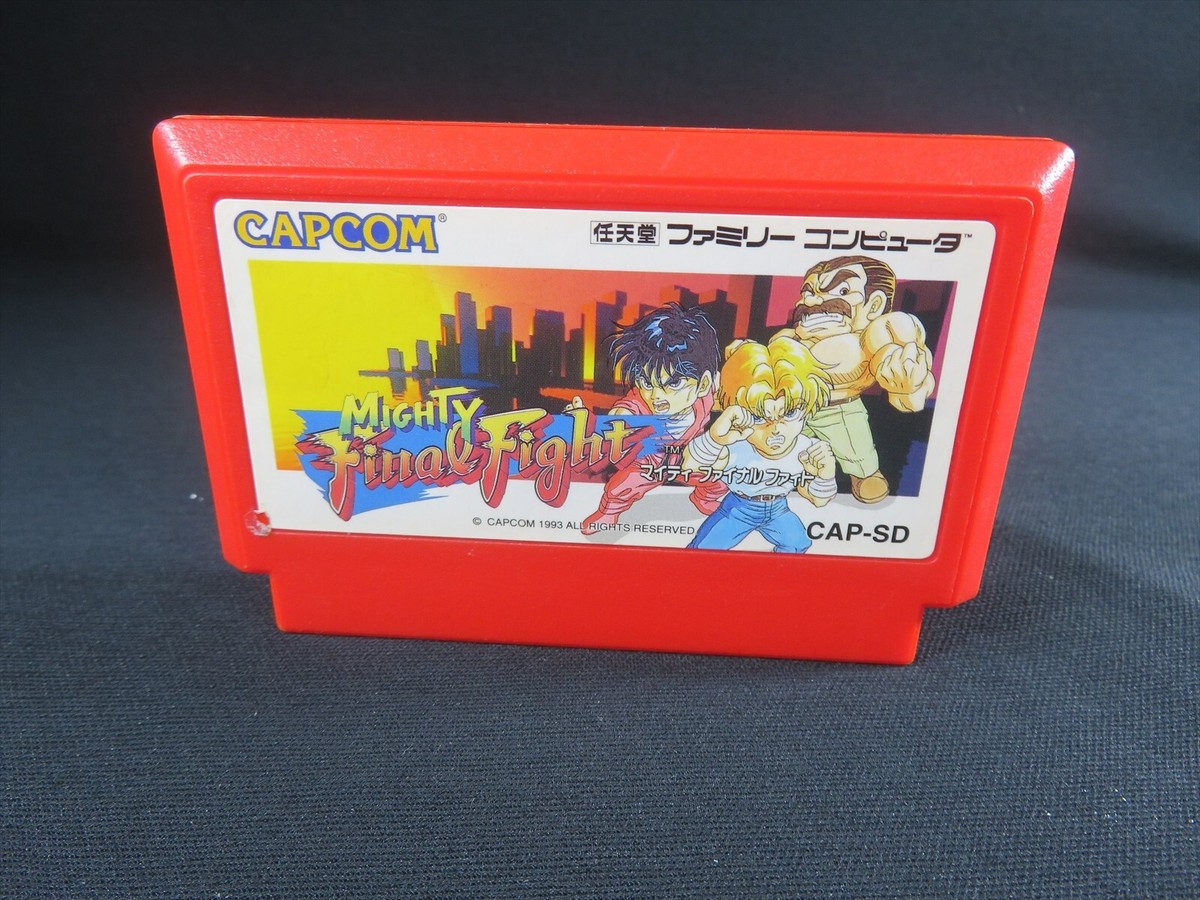 CAPCOM®
任天堂 ファミリー コンピュータ™
MIGHTY
Final Fight™
マイティ ファイナル ファイト
© CAPCOM 1993 ALL RIGHTS RESERVED
CAP-SD